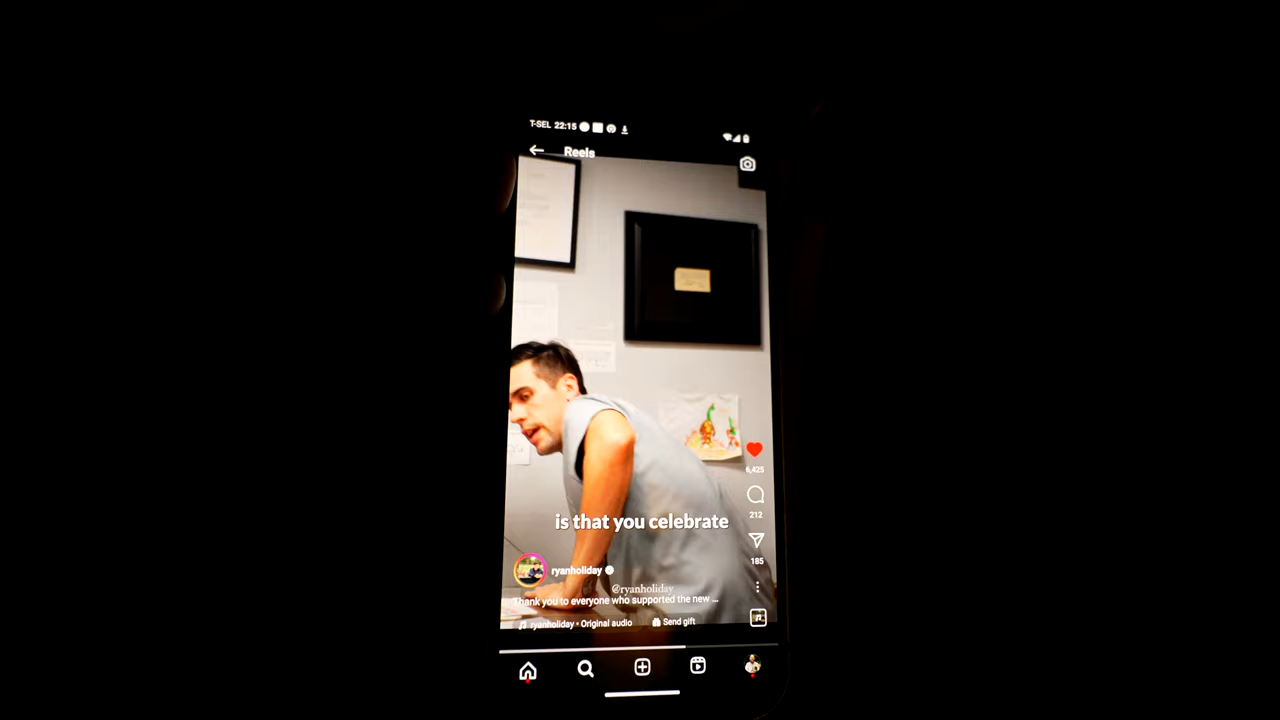 T-SEL 22:15
Reels
6,425
212
is that you celebrate
185
ryanholiday
@ryanholiday
Thank you to everyone who supported the new ...
ryanholiday • Original audio
Send gift